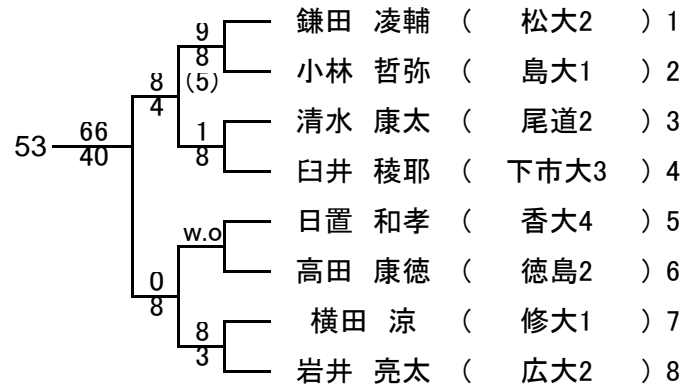 9 鎌田 凌輔 ( 松大2 ) 1
8
8 (5) 小林 哲弥 ( 島大1 ) 2
4
清水 康太 ( 尾道2 ) 3
1
53 66
40
8
臼井 稜耶 ( 下市大3 ) 4
日置 和孝 ( 香大4 ) 5
w.o
高田 康徳 ( 徳島2 ) 6
0
8
横田 涼 ( 修大1 ) 7
8
3
岩井 亮太 ( 広大2 ) 8